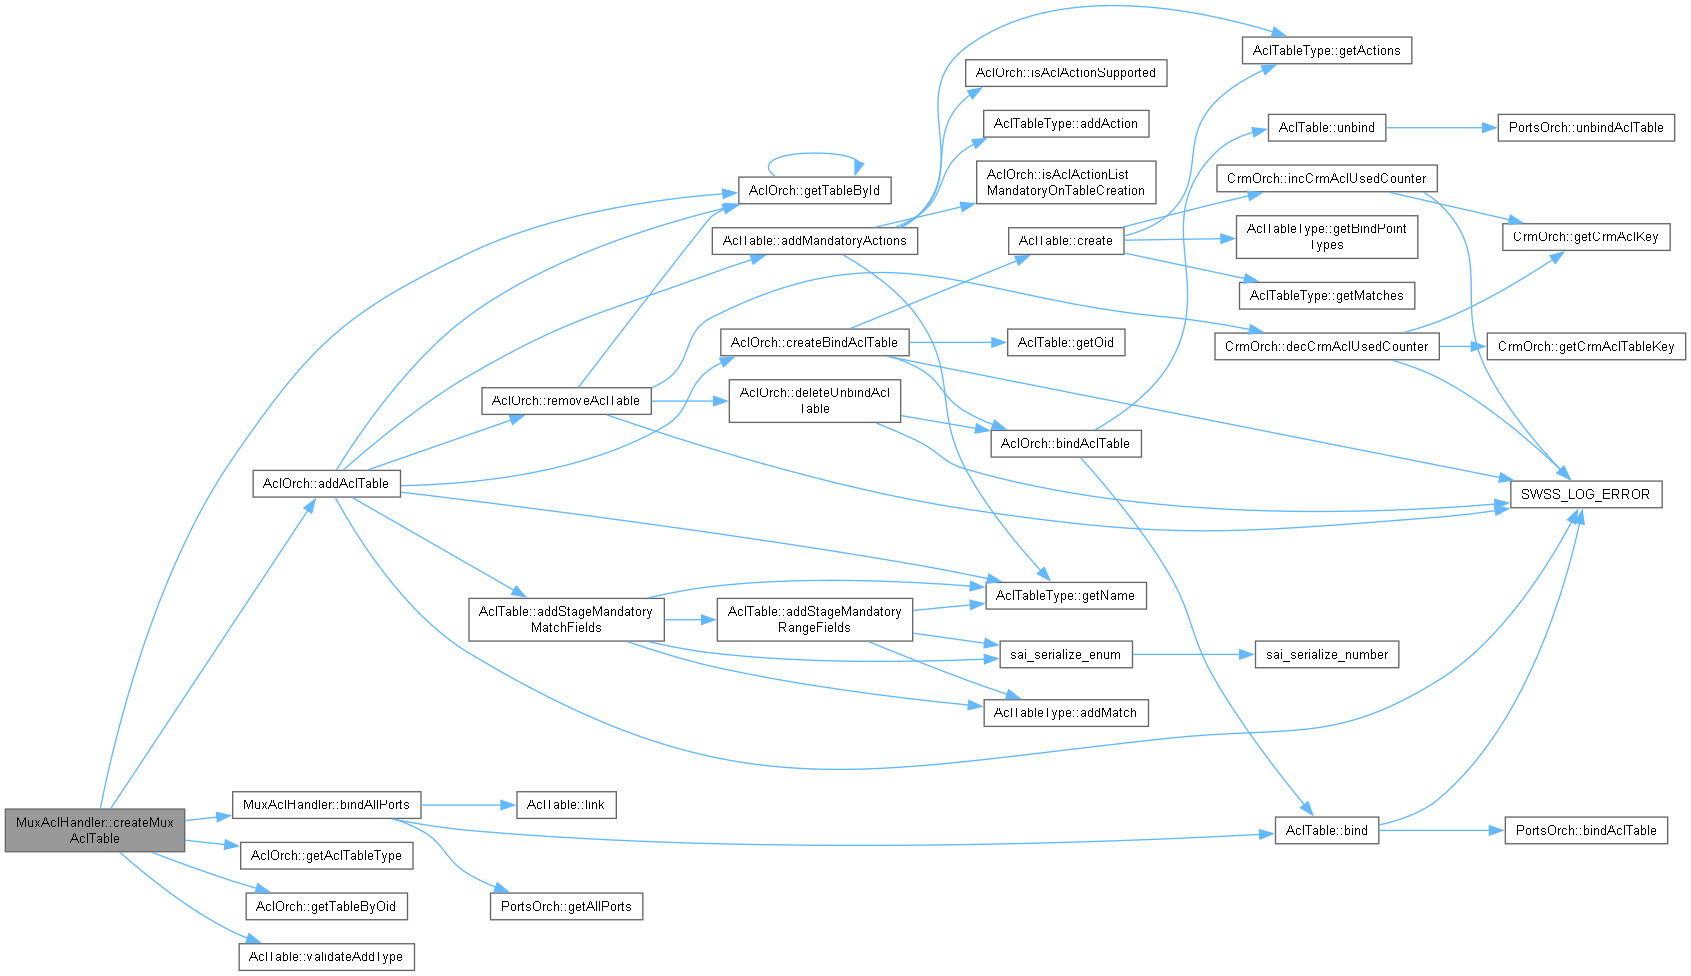 AclTableType::getActions
AclOrch::isAclActionSupported
AclTableType::addAction
AclTable::unbind
PortsOrch::unbindAclTable
AclOrch::isAclActionList
MandatoryOnTableCreation
AclOrch::getTableById
CrmOrch::incCrmAclUsedCounter
AclTable::addMandatoryActions
AclTable::create
AclTableType::getBindPoint
Types
CrmOrch::getCrmAclKey
AclTableType::getMatches
AclOrch::createBindAclTable
AclTable::getOid
CrmOrch::decCrmAclUsedCounter
CrmOrch::getCrmAclTableKey
AclOrch::removeAclTable
AclOrch::deleteUnbindAcl
Table
AclOrch::bindAclTable
AclOrch::addAclTable
SWSS_LOG_ERROR
AclTableType::getName
AclTable::addStageMandatory
MatchFields
AclTable::addStageMandatory
RangeFields
sai_serialize_enum
sai_serialize_number
AclTableType::addMatch
MuxAclHandler::createMux
AclTable
MuxAclHandler::bindAllPorts
AclTable::link
AclTable::bind
PortsOrch::bindAclTable
AclOrch::getAclTableType
AclOrch::getTableByOid
PortsOrch::getAllPorts
AclTable::validateAddType